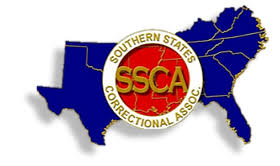 SOUTHERN STATES
SSCA
CORRECTIONAL ASSOC.